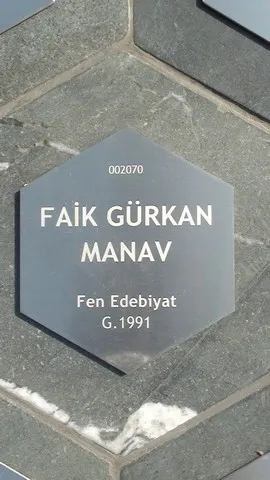 002070
FAİK GÜRKAN
MANAV
Fen Edebiyat
G.1991